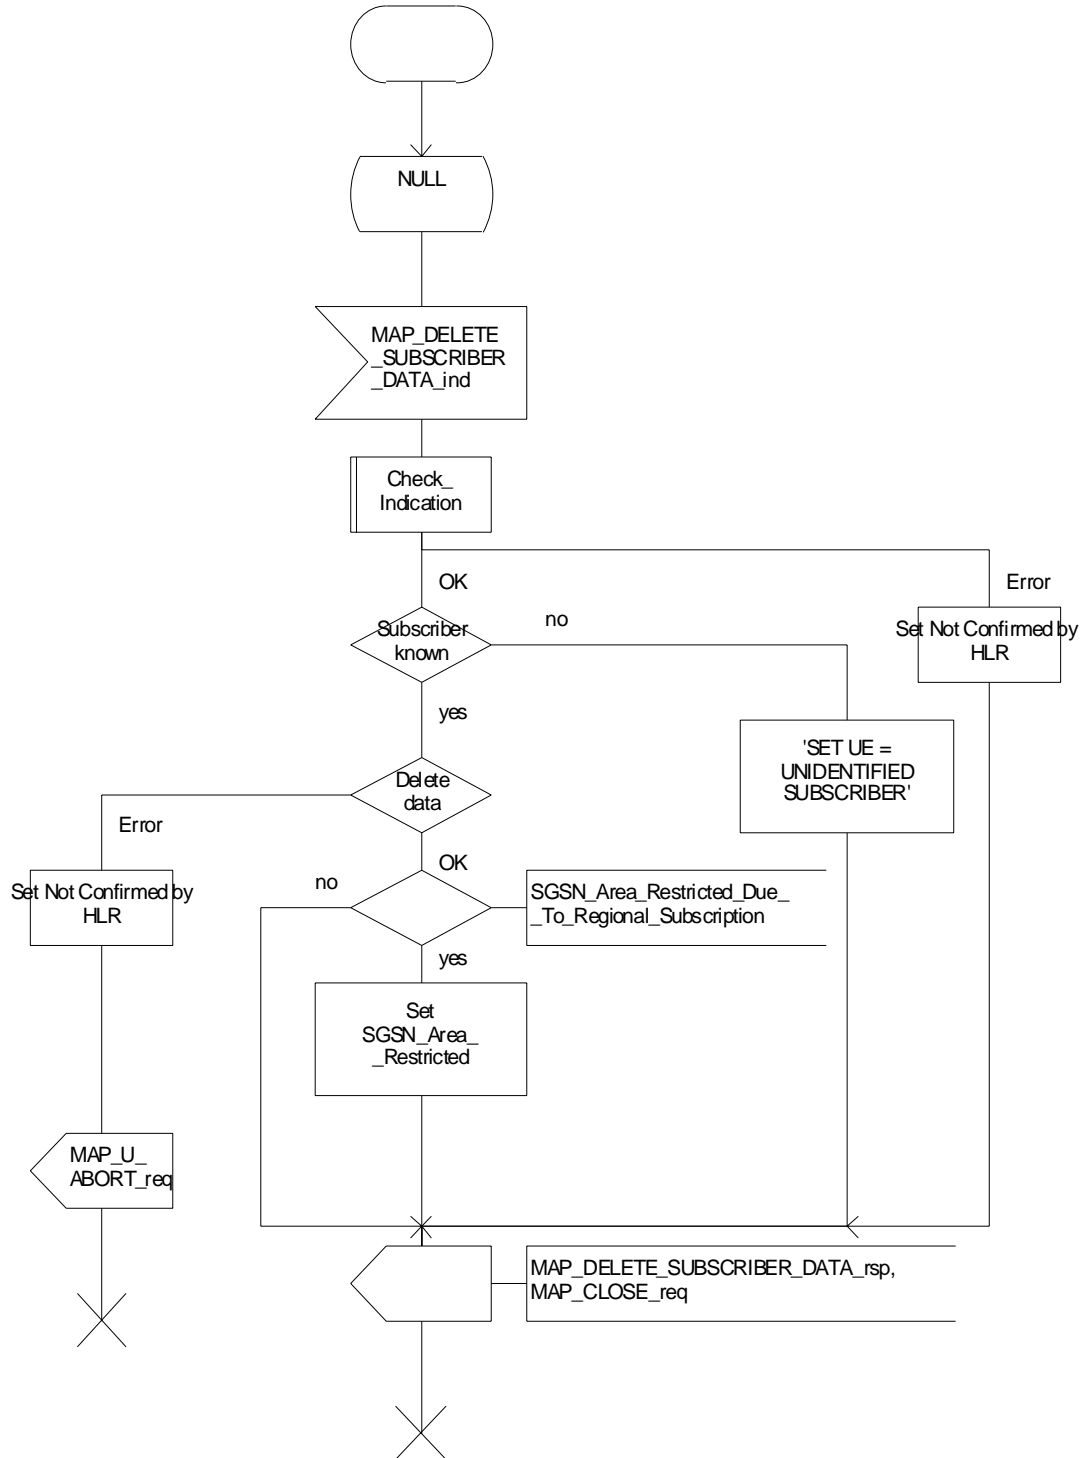 NULL
MAP_DELETE
_SUBSCRIBER
_DATA_ind
Check_
Indication
OK
Error
Subscriber
known
no
Set Not Confirmed by
HLR
yes
'SET UE =
UNIDENTIFIED
SUBSCRIBER'
Delete
data
Error
OK
no
Set Not Confirmed by
HLR
SGSN_Area_Restricted_Due_
_To_Regional_Subscription
yes
Set
SGSN_Area_
_Restricted
MAP_U_
ABORT_req
MAP_DELETE_SUBSCRIBER_DATA_rsp,
MAP_CLOSE_req